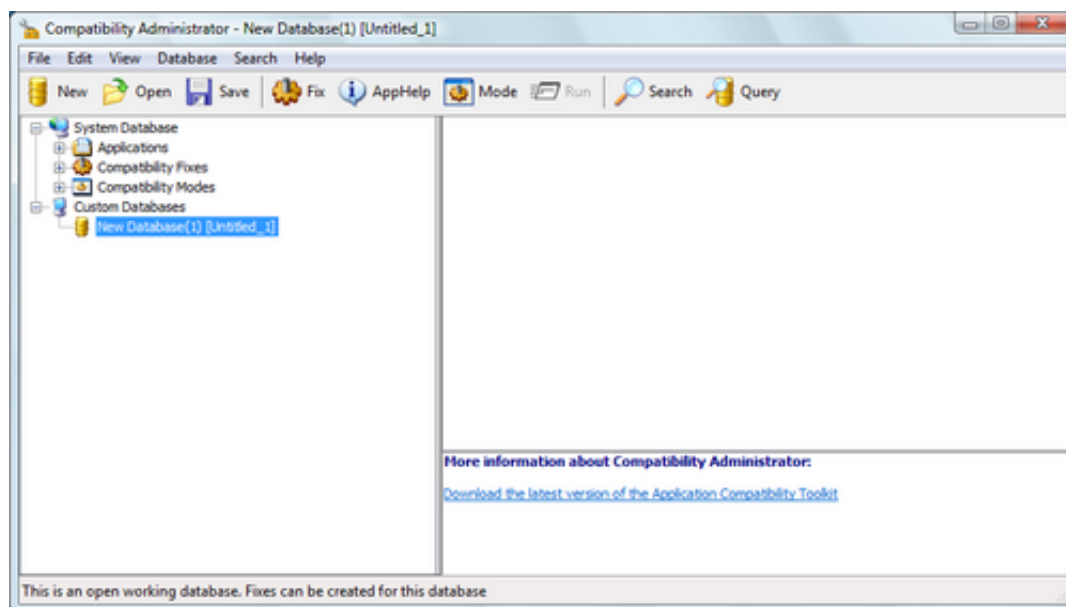 Compatibility Administrator - New Database(1) [Untitled_1]
File Edit View Database Search Help
New Open Save Fix AppHelp Mode Run Search Query
System Database
Applications
Compatibility Fixes
Compatibility Modes
Custom Databases
New Database(1) [Untitled_1]
More information about Compatibility Administrator:
Download the latest version of the Application Compatibility Toolkit
This is an open working database. Fixes can be created for this database